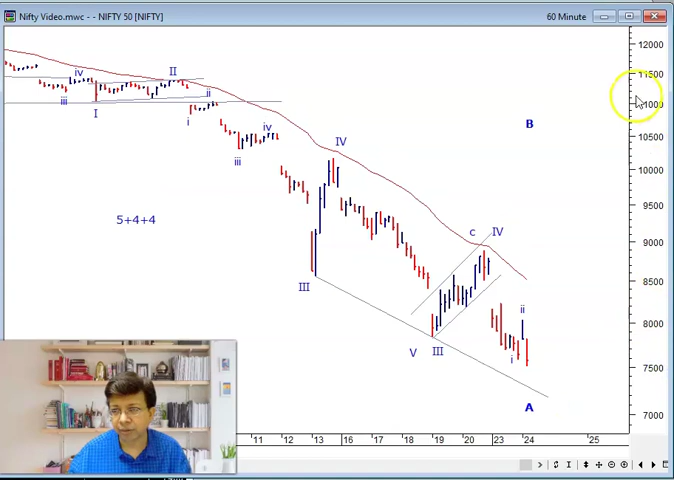 Nifty Video.mwc - - NIFTY 50 [NIFTY]
60 Minute
12000
11500
11000
10500
10000
9500
9000
8500
8000
7500
7000
iv
II
iii
I
ii
i
iv
iii
IV
III
B
5+4+4
c
IV
V
III
ii
i
A
11
12
13
16
17
18
19
20
23
24
25